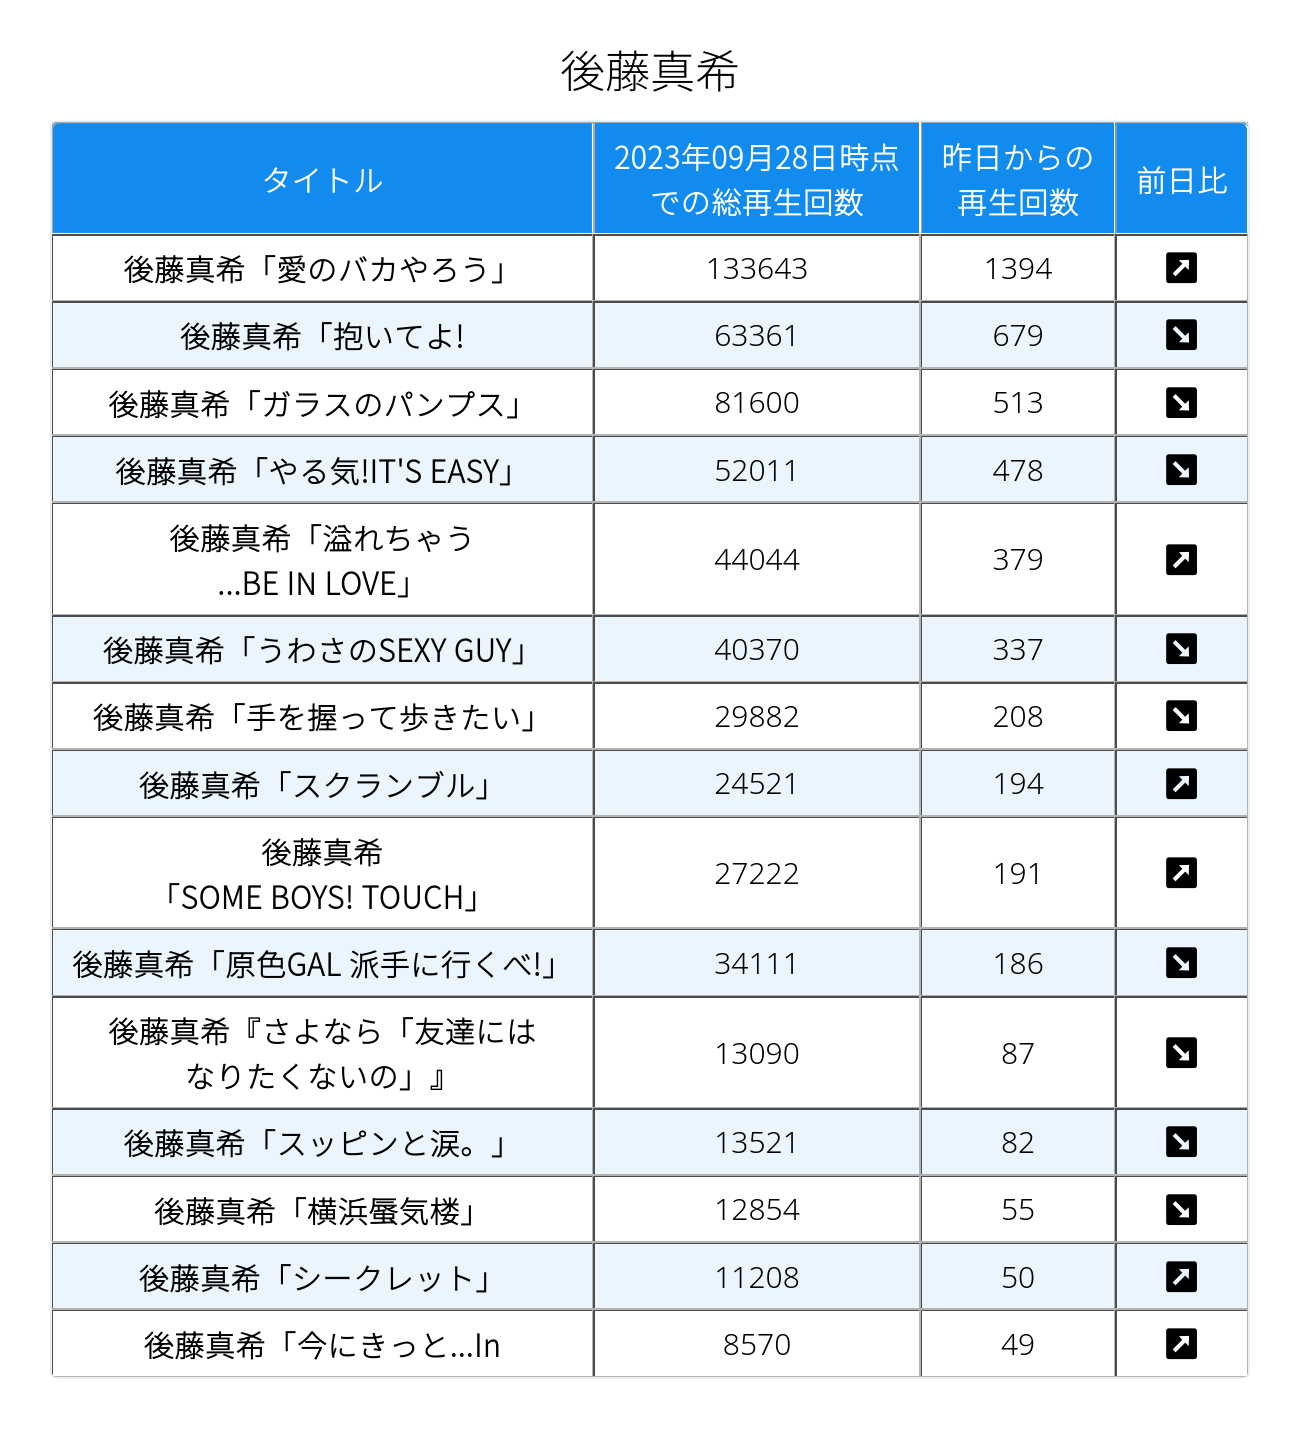 後藤真希
タイトル
2023年09月28日時点
での総再生回数
昨日からの
再生回数
前日比
後藤真希「愛のバカやろう」 133643 1394
後藤真希「抱いてよ! 63361 679
後藤真希「ガラスのパンプス」 81600 513
後藤真希「やる気!IT'S EASY」 52011 478
後藤真希「溢れちゃう
...BE IN LOVE」 44044 379
後藤真希「うわさのSEXY GUY」 40370 337
後藤真希「手を握って歩きたい」 29882 208
後藤真希「スクランブル」 24521 194
後藤真希
「SOME BOYS! TOUCH」 27222 191
後藤真希「原色GAL 派手に行くべ!」 34111 186
後藤真希『さよなら「友達には
なりたくないの」』 13090 87
後藤真希「スッピンと涙。」 13521 82
後藤真希「横浜蜃気楼」 12854 55
後藤真希「シークレット」 11208 50
後藤真希「今にきっと...In 8570 49